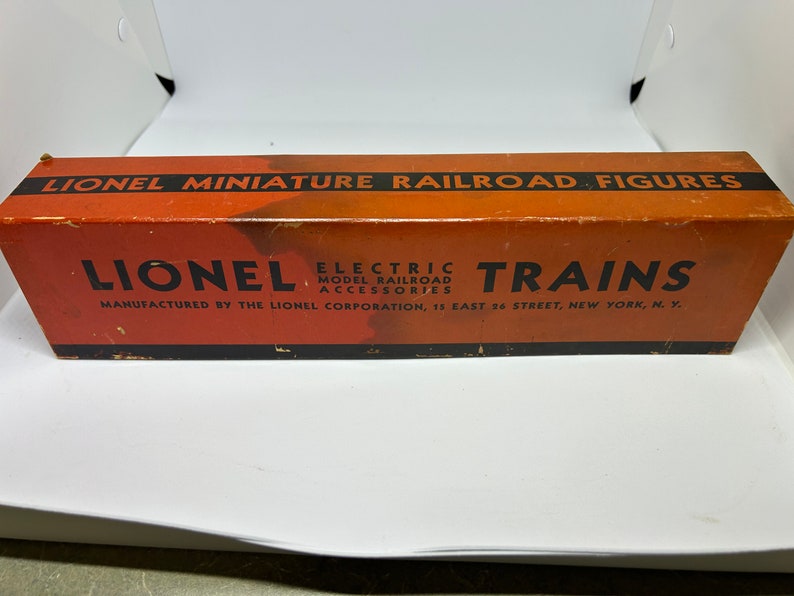 LIONEL MINIATURE RAILROAD FIGURES
LIONEL ELECTRIC MODEL RAILROAD ACCESSORIES TRAINS
MANUFACTURED BY THE LIONEL CORPORATION, 15 EAST 26 STREET, NEW YORK, N. Y.